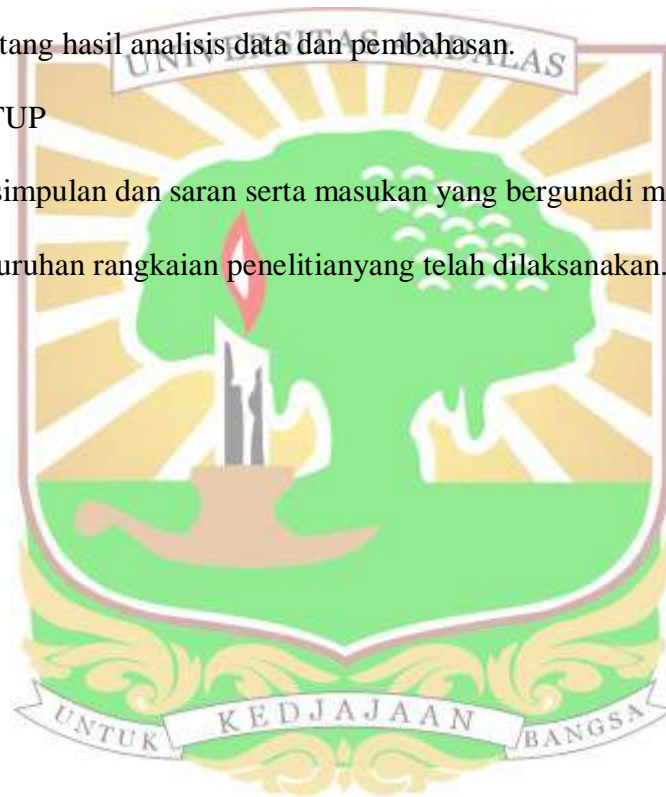 tang hasil analisis data dan pembahasan.
UNIVERSITAS ANDALAS
TUP
simpulan dan saran serta masukan yang bergunadi m
uruhan rangkaian penelitianyang telah dilaksanakan.
UNTUK KEDJAJAAN BANGSA